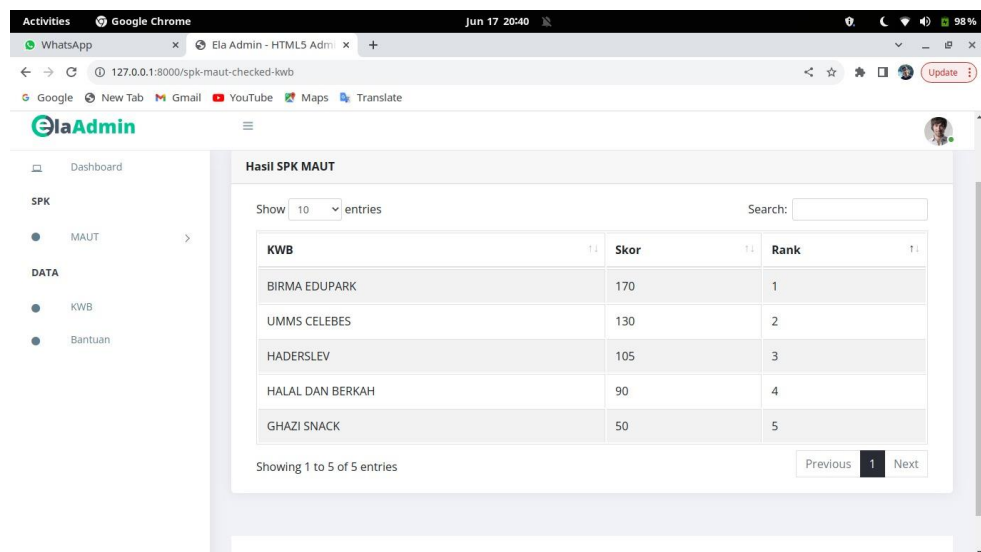 Activities Google Chrome Jun 17 20:40 98%
WhatsApp Ela Admin - HTML5 Adm
127.0.0.1:8000/spk-maut-checked-kwb Update
Google New Tab Gmail YouTube Maps Translate
ElaAdmin
Dashboard
SPK
MAUT
DATA
KWB
Bantuan
Hasil SPK MAUT
Show 10 entries Search:
KWB Skor Rank
BIRMA EDUPARK 170 1
UMMS CELEBES 130 2
HADERSLEV 105 3
HALAL DAN BERKAH 90 4
GHAZI SNACK 50 5
Showing 1 to 5 of 5 entries Previous 1 Next